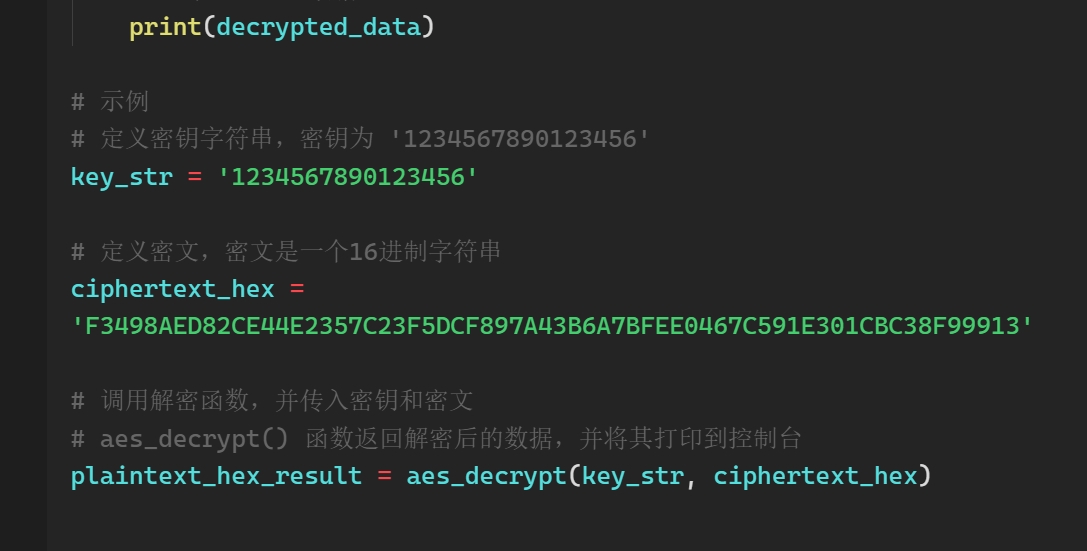 print(decrypted_data)
# 示例
# 定义密钥字符串，密钥为 '1234567890123456'
key_str = '1234567890123456'
# 定义密文，密文是一个16进制字符串
ciphertext_hex =
'F3498AED82CE44E2357C23F5DCF897A43B6A7BFEE0467C591E301CBC38F99913'
# 调用解密函数，并传入密钥和密文
# aes_decrypt() 函数返回解密后的数据，并将其打印到控制台
plaintext_hex_result = aes_decrypt(key_str, ciphertext_hex)